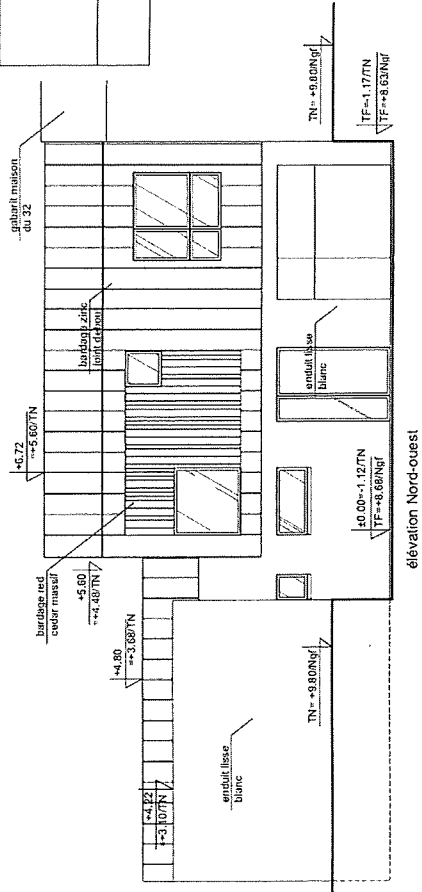 gabarit maison
du 32
+6.72
=+5.60/TN
bardage red
cedar massif
bardage zinc
joint debout
+5.60
=+4.48/TN
+4.80
=+3.68/TN
+4.22
=+3.10/TN
enduit lisse
blanc
enduit lisse
blanc
TN= +9.80/Ngf
TN= +9.80/Ngf
TF=-1.17/TN
TF=+8.63/Ngf
±0.00=-1.12/TN
TF=+8.68/Ngf
élévation Nord-ouest